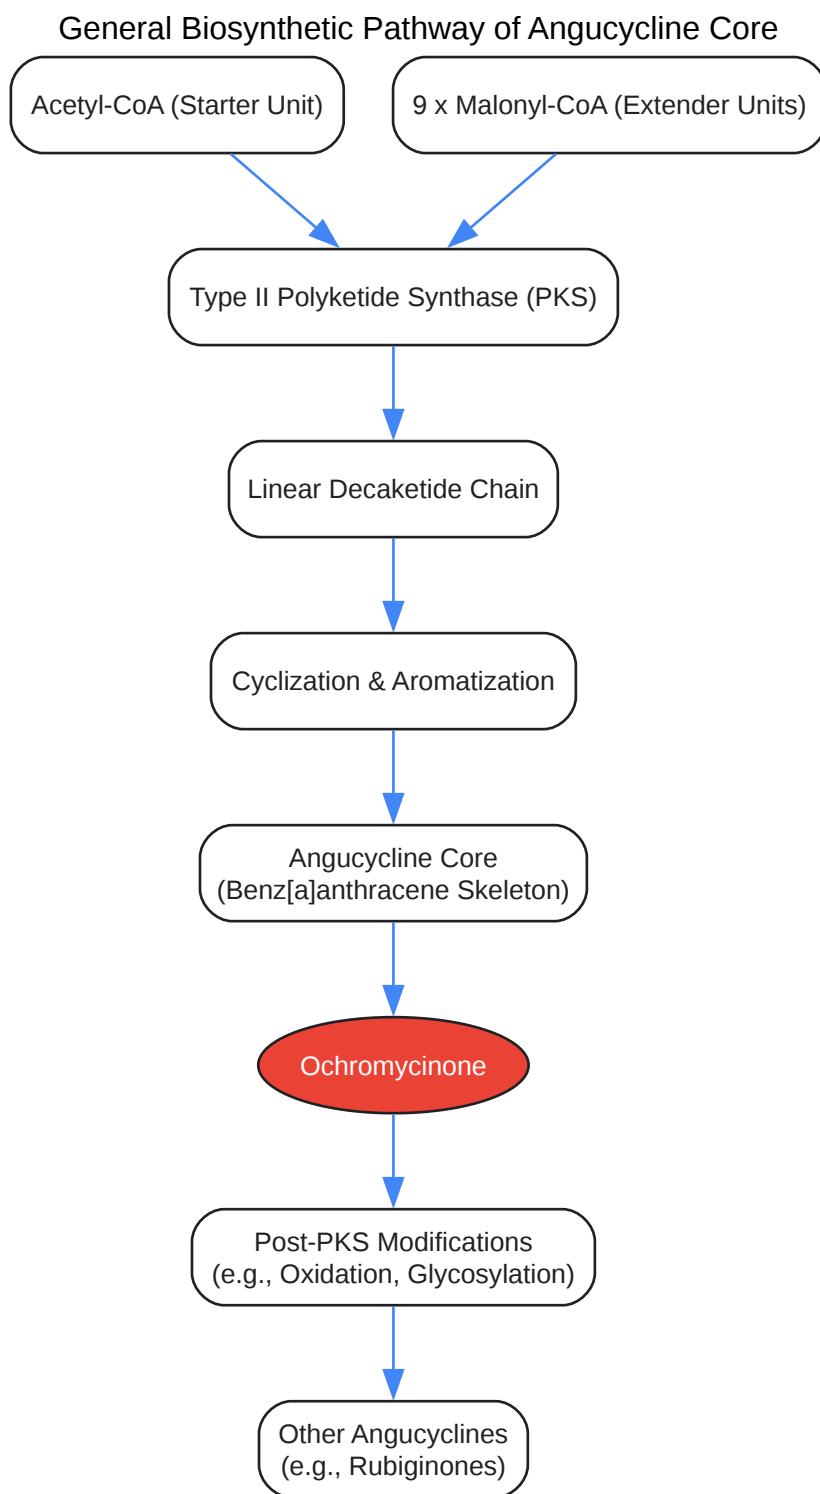 General Biosynthetic Pathway of Angucycline Core
Acetyl-CoA (Starter Unit)
9 x Malonyl-CoA (Extender Units)
Type II Polyketide Synthase (PKS)
Linear Decaketide Chain
Cyclization & Aromatization
Angucycline Core
(Benz[a]anthracene Skeleton)
Ochromycinone
Post-PKS Modifications
(e.g., Oxidation, Glycosylation)
Other Angucyclines
(e.g., Rubiginones)